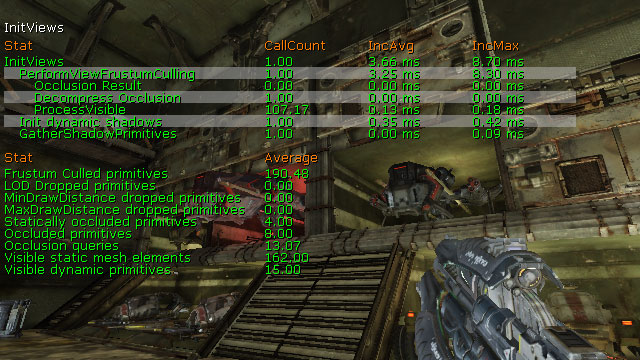 InitViews
Stat CallCount IncAvg IncMax
InitViews 1.00 3.66 ms 8.70 ms
PerformViewFrustumCulling 1.00 3.25 ms 8.30 ms
Occlusion Result 0.00 0.00 ms 0.00 ms
Decompress Occlusion 1.00 0.00 ms 0.00 ms
ProcessVisible 107.17 0.13 ms 0.18 ms
Init dynamic shadows 1.00 0.35 ms 0.42 ms
GatherShadowPrimitives 1.00 0.00 ms 0.09 ms
Stat Average
Frustum Culled primitives 190.48
LOD Dropped primitives 0.00
MinDrawDistance dropped primitives 0.00
MaxDrawDistance dropped primitives 0.00
Statically occluded primitives 4.00
Occluded primitives 8.00
Occlusion queries 13.87
Visible static mesh elements 162.00
Visible dynamic primitives 15.00